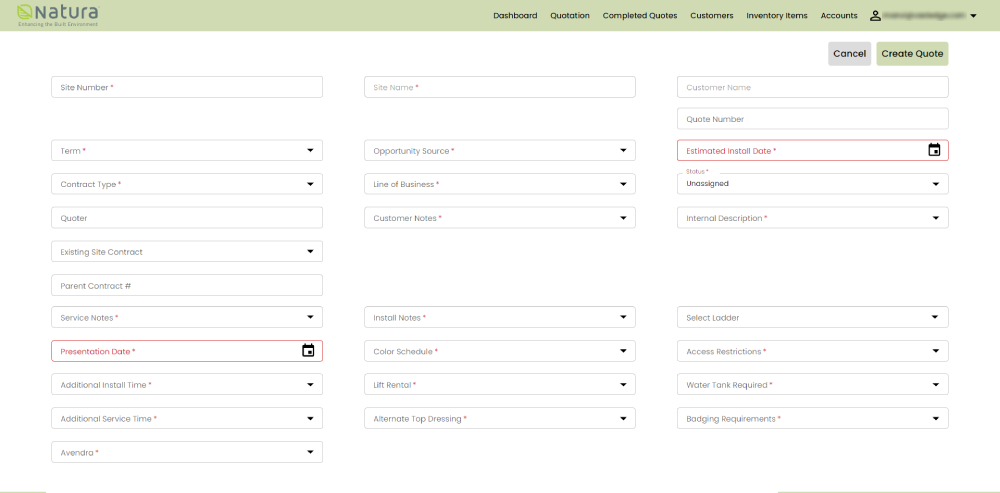 Natura
Enhancing the Built Environment
Dashboard Quotation Completed Quotes Customers Inventory Items Accounts
Cancel Create Quote
Site Number * Site Name * Customer Name
Quote Number
Term * Opportunity Source * Estimated Install Date *
Status *
Contract Type * Line of Business * Unassigned
Quoter Customer Notes * Internal Description *
Existing Site Contract
Parent Contract #
Service Notes * Install Notes * Select Ladder
Presentation Date * Color Schedule * Access Restrictions *
Additional Install Time * Lift Rental * Water Tank Required *
Additional Service Time * Alternate Top Dressing * Badging Requirements *
Avendra *